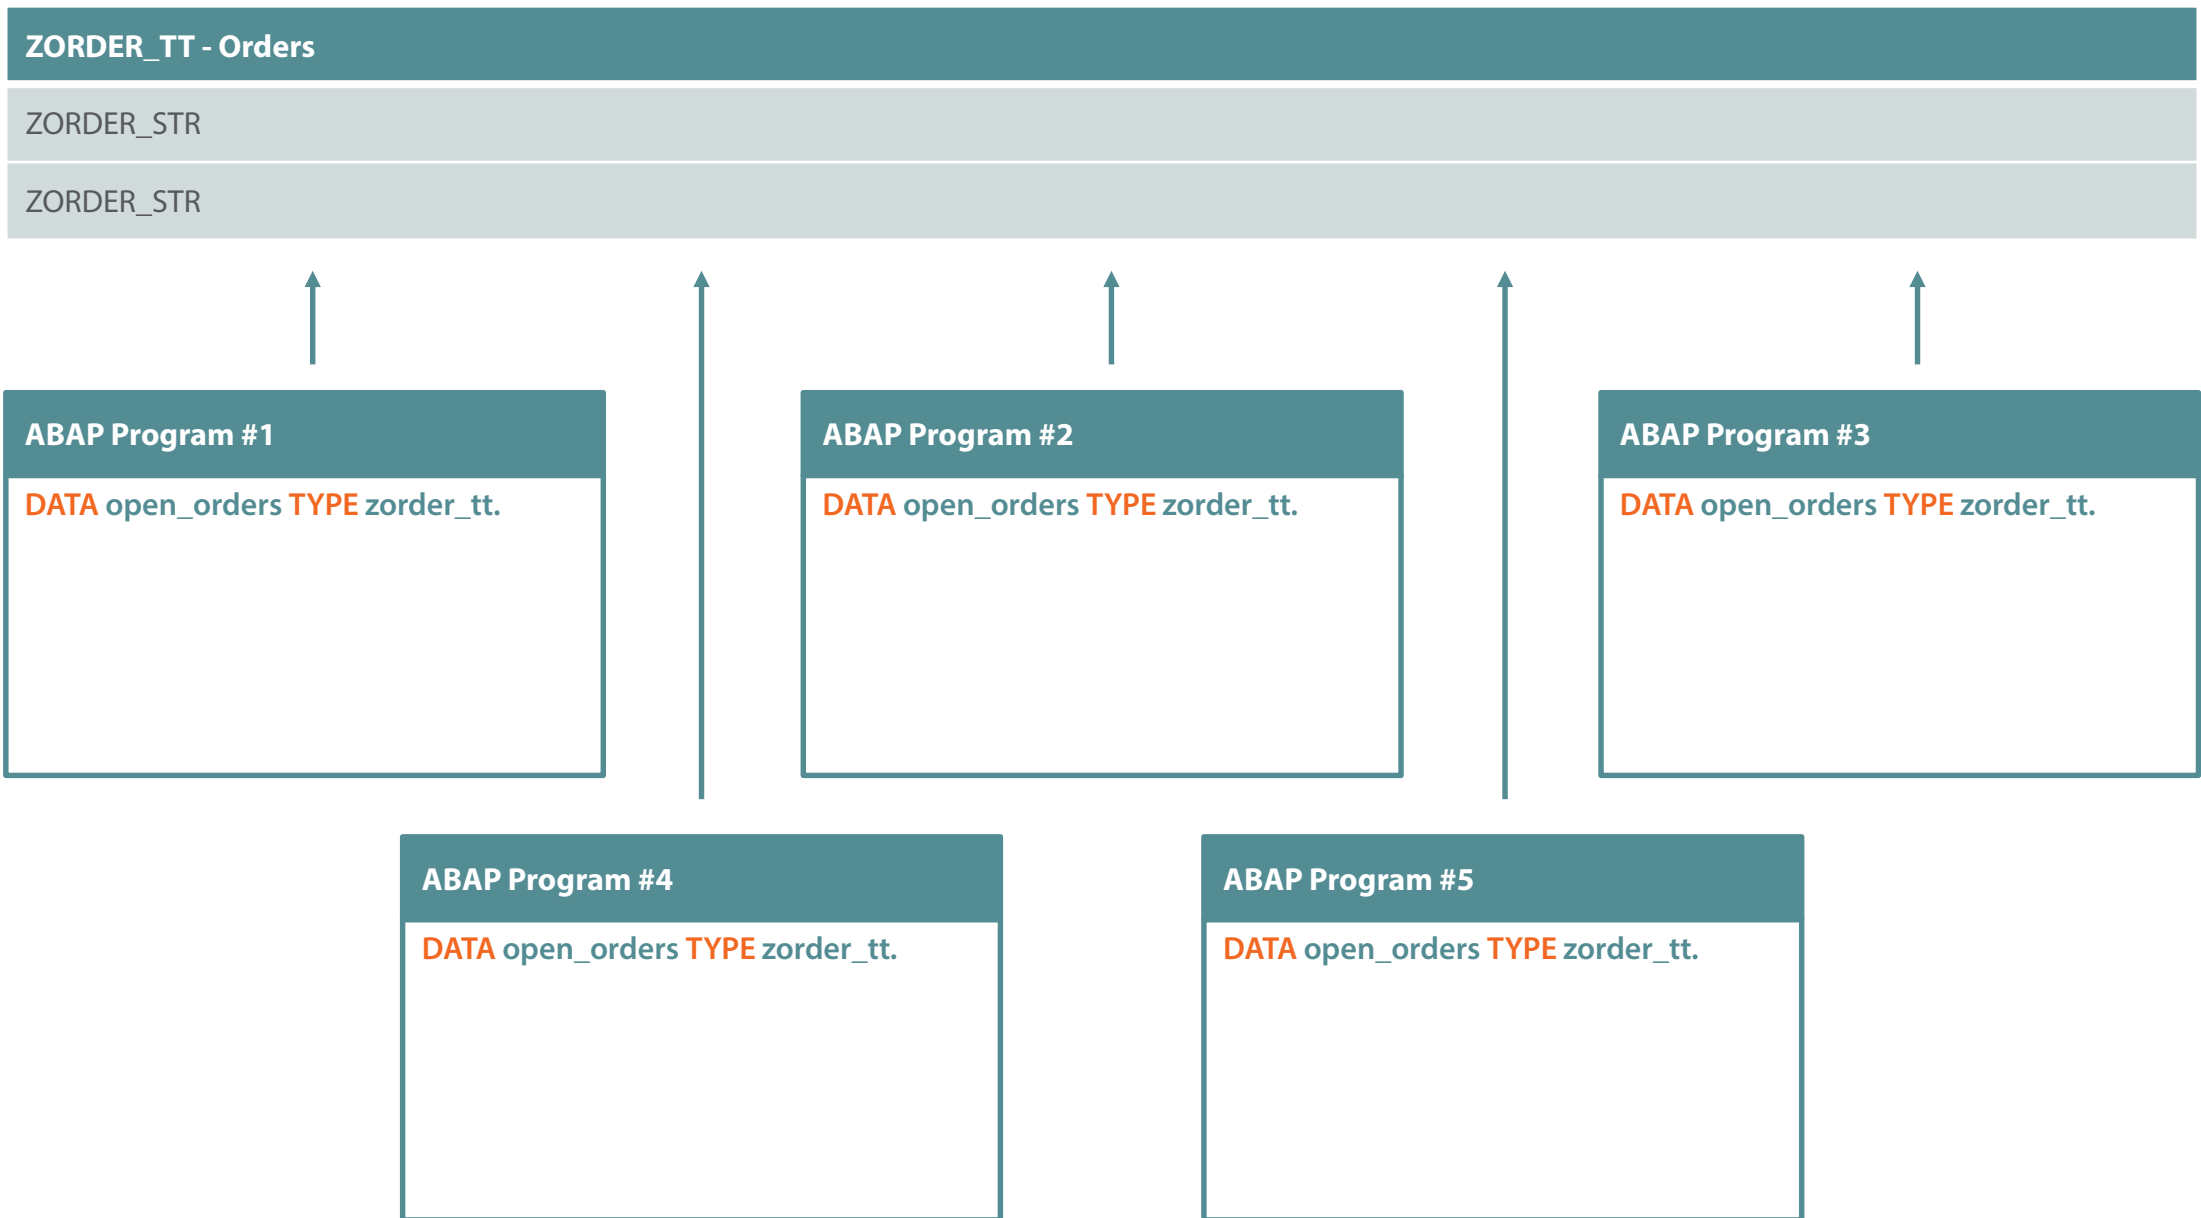 ZORDER_TT - Orders
ZORDER_STR
ZORDER_STR
ABAP Program #1
DATA open_orders TYPE zorder_tt.
ABAP Program #2
DATA open_orders TYPE zorder_tt.
ABAP Program #3
DATA open_orders TYPE zorder_tt.
ABAP Program #4
DATA open_orders TYPE zorder_tt.
ABAP Program #5
DATA open_orders TYPE zorder_tt.